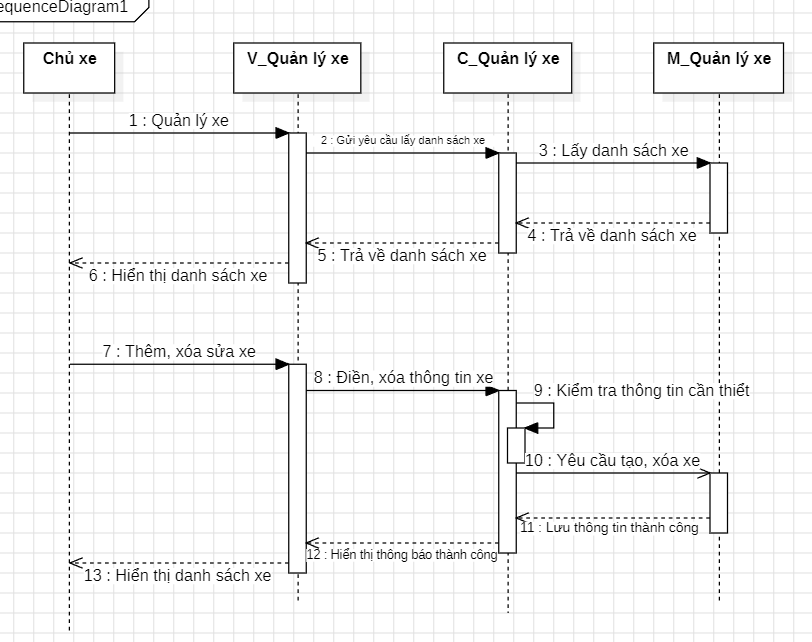 equenceDiagram1
Chủ xe
V_Quản lý xe
C_Quản lý xe
M_Quản lý xe
1 : Quản lý xe
2 : Gửi yêu cầu lấy danh sách xe
3 : Lấy danh sách xe
4 : Trả về danh sách xe
5 : Trả về danh sách xe
6 : Hiển thị danh sách xe
7 : Thêm, xóa sửa xe
8 : Điền, xóa thông tin xe
9 : Kiểm tra thông tin cần thiết
10 : Yêu cầu tạo, xóa xe
11 : Lưu thông tin thành công
12 : Hiển thị thông báo thành công
13 : Hiển thị danh sách xe